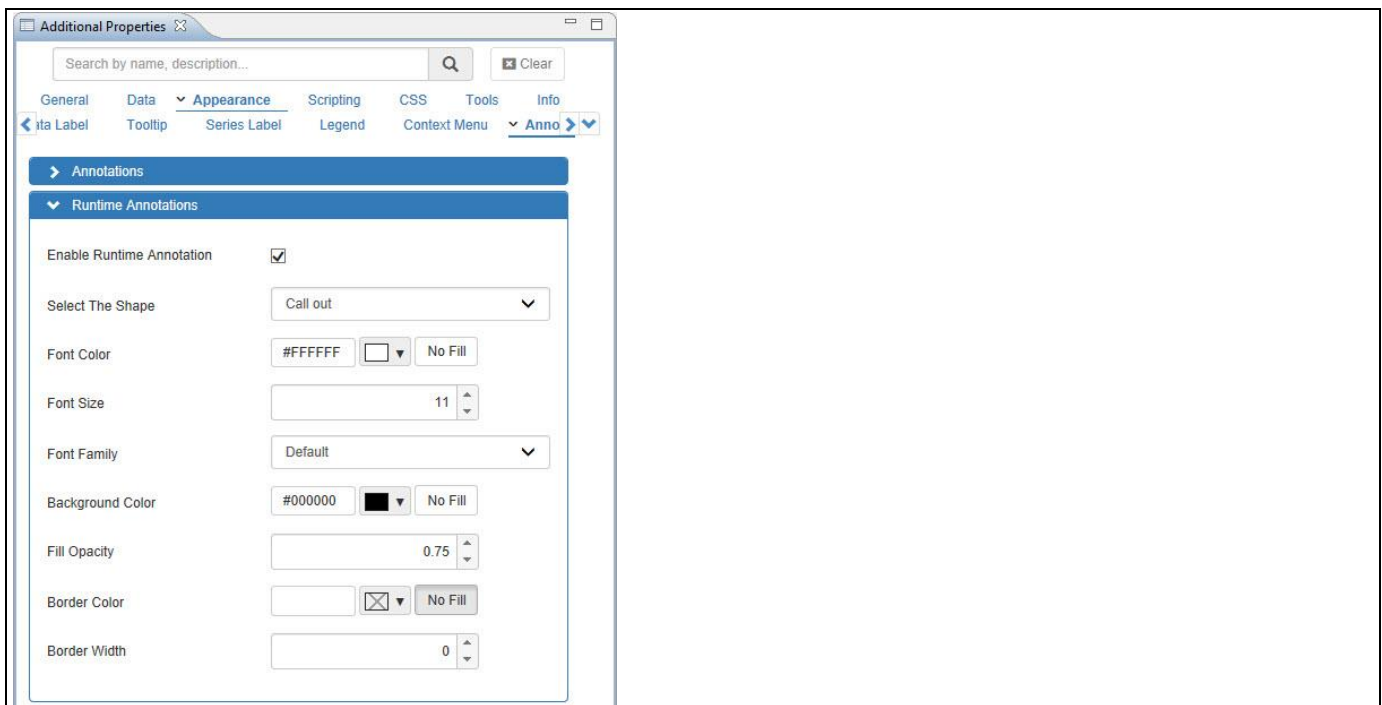 Additional Properties
Search by name, description...
Clear
General Data Appearance Scripting CSS Tools Info
ta Label Tooltip Series Label Legend Context Menu Anno
Annotations
Runtime Annotations
Enable Runtime Annotation
Select The Shape Call out
Font Color #FFFFFF No Fill
Font Size 11
Font Family Default
Background Color #000000 No Fill
Fill Opacity 0.75
Border Color No Fill
Border Width 0